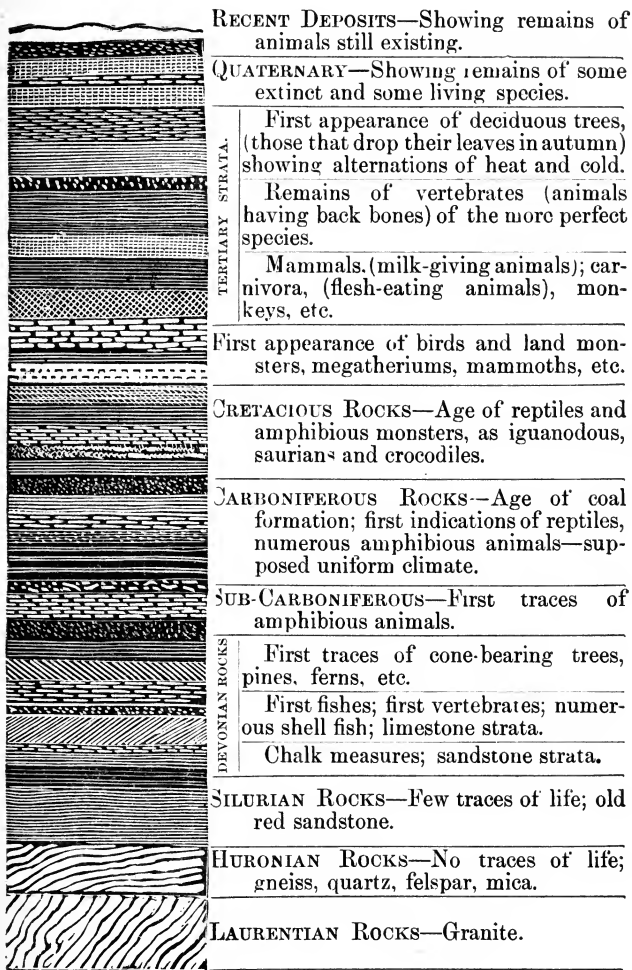 RECENT DEPOSITS—Showing remains of
animals still existing.
QUATERNARY—Showing remains of some
extinct and some living species.
TERTIARY STRATA.
First appearance of deciduous trees,
(those that drop their leaves in autumn)
showing alternations of heat and cold.
Remains of vertebrates (animals
having back bones) of the more perfect
species.
Mammals, (milk-giving animals); car-
nivora, (flesh-eating animals), mon-
keys, etc.
First appearance of birds and land mon-
sters, megatheriums, mammoths, etc.
CRETACIOUS ROCKS—Age of reptiles and
amphibious monsters, as iguanodous,
saurians and crocodiles.
CARBONIFEROUS ROCKS—Age of coal
formation; first indications of reptiles,
numerous amphibious animals—sup-
posed uniform climate.
SUB-CARBONIFEROUS—First traces of
amphibious animals.
DEVONIAN ROCKS
First traces of cone-bearing trees,
pines, ferns, etc.
First fishes; first vertebrates; numer-
ous shell fish; limestone strata.
Chalk measures; sandstone strata.
SILURIAN ROCKS—Few traces of life; old
red sandstone.
HURONIAN ROCKS—No traces of life;
gneiss, quartz, felspar, mica.
LAURENTIAN ROCKS—Granite.